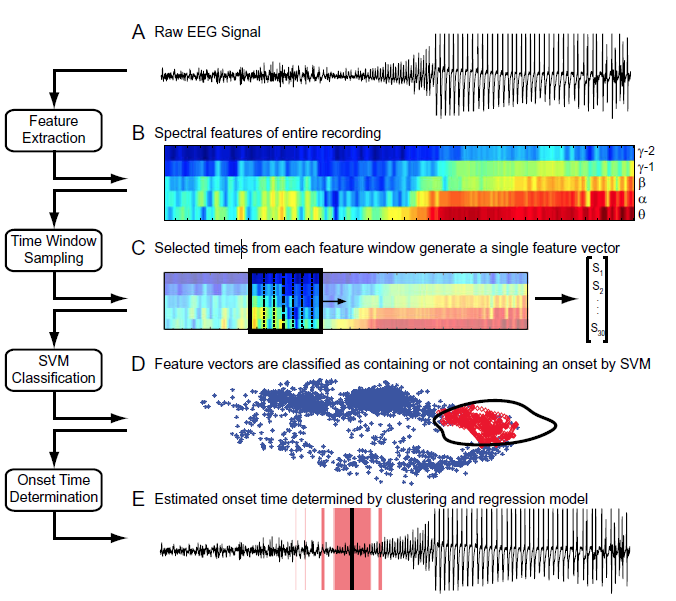 A Raw EEG Signal
Feature
Extraction
B Spectral features of entire recording
γ-2
γ-1
β
α
θ
Time Window
Sampling
C Selected times from each feature window generate a single feature vector
S1
S2
.
.
.
S30
SVM
Classification
D Feature vectors are classified as containing or not containing an onset by SVM
Onset Time
Determination
E Estimated onset time determined by clustering and regression model